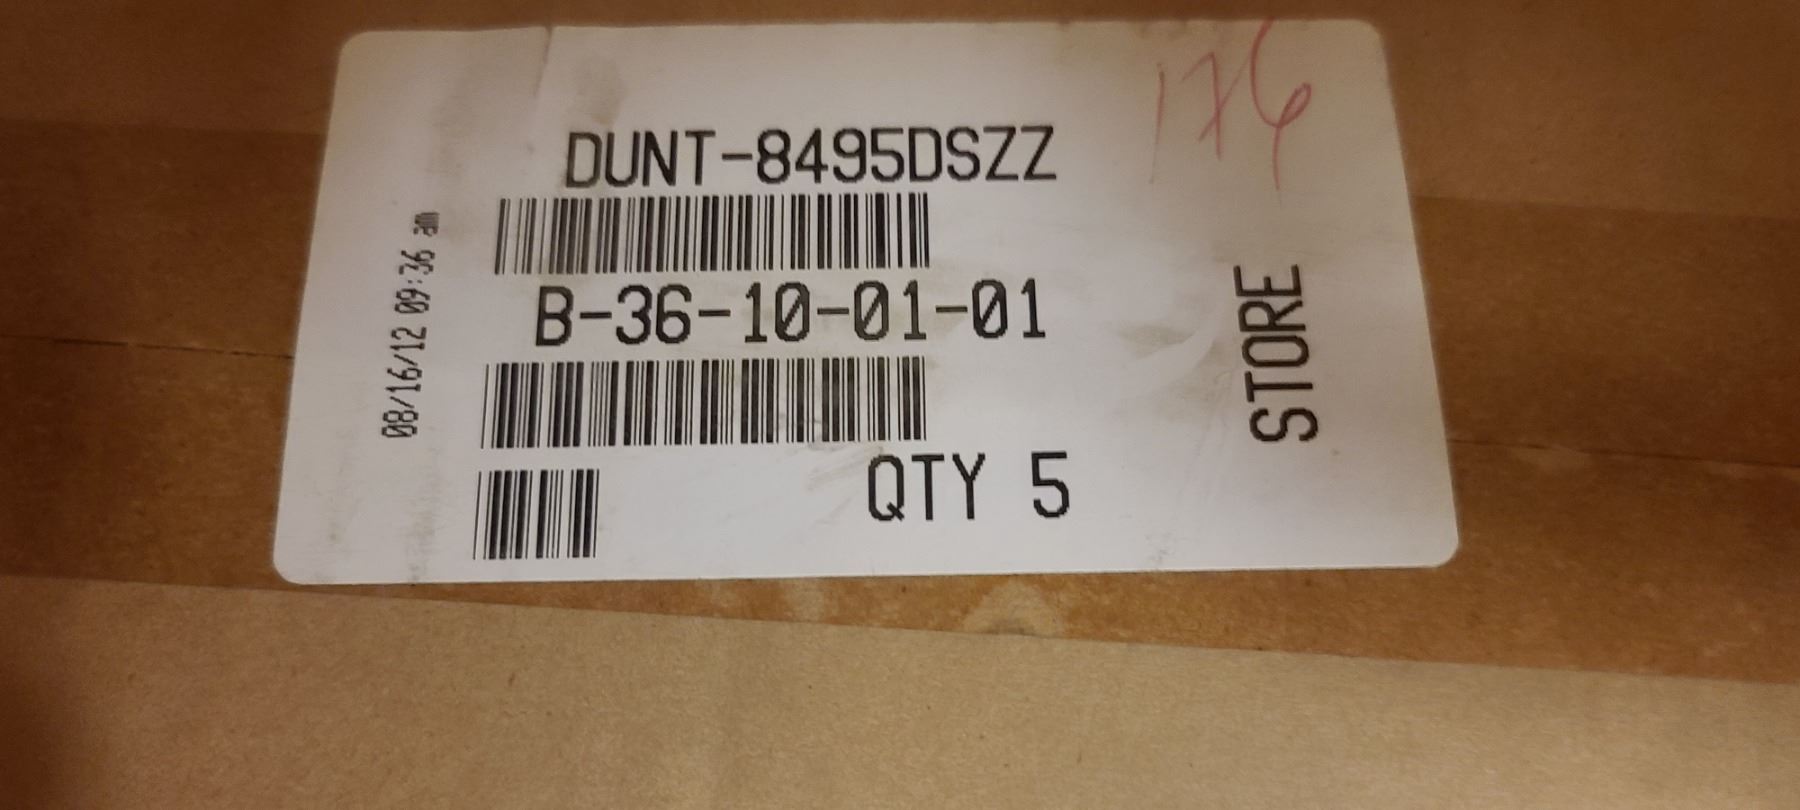 176
DUNT-8495DSZZ
08/16/12 09:36 am
B-36-10-01-01
STORE
QTY 5